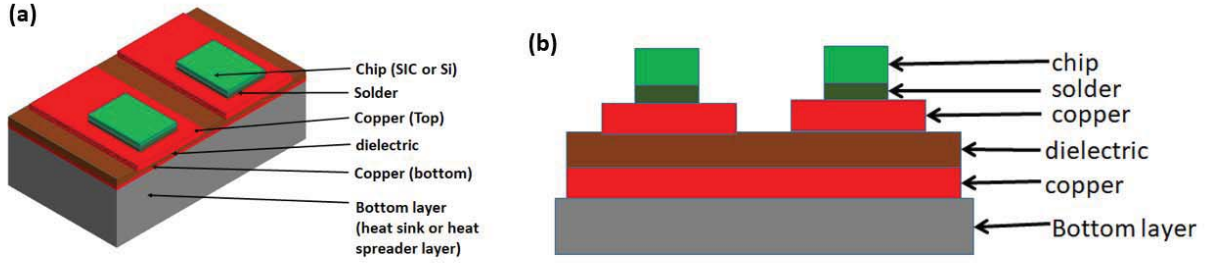 (a)
Chip (SIC or Si)
Solder
Copper (Top)
dielectric
Copper (bottom)
Bottom layer
(heat sink or heat
spreader layer)
(b)
chip
solder
copper
dielectric
copper
Bottom layer